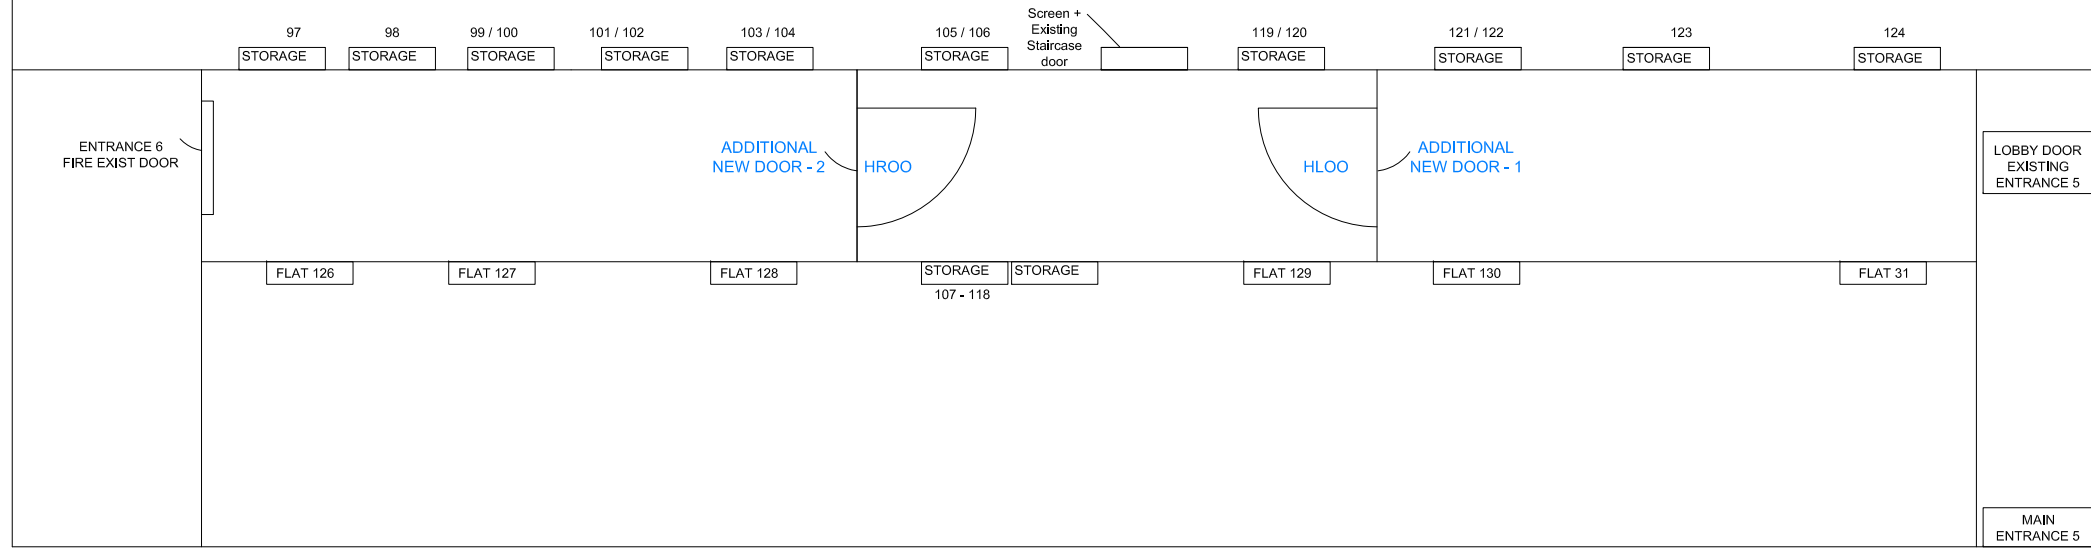 Screen +
Existing
Staircase
door
97
98
99 / 100
101 / 102
103 / 104
105 / 106
119 / 120
121 / 122
123
124
STORAGE
STORAGE
STORAGE
STORAGE
STORAGE
STORAGE
STORAGE
STORAGE
STORAGE
STORAGE
ENTRANCE 6
FIRE EXIST DOOR
ADDITIONAL
NEW DOOR - 2
HROO
HLOO
ADDITIONAL
NEW DOOR - 1
LOBBY DOOR
EXISTING
ENTRANCE 5
FLAT 126
FLAT 127
FLAT 128
STORAGE
STORAGE
107 - 118
FLAT 129
FLAT 130
FLAT 31
MAIN
ENTRANCE 5